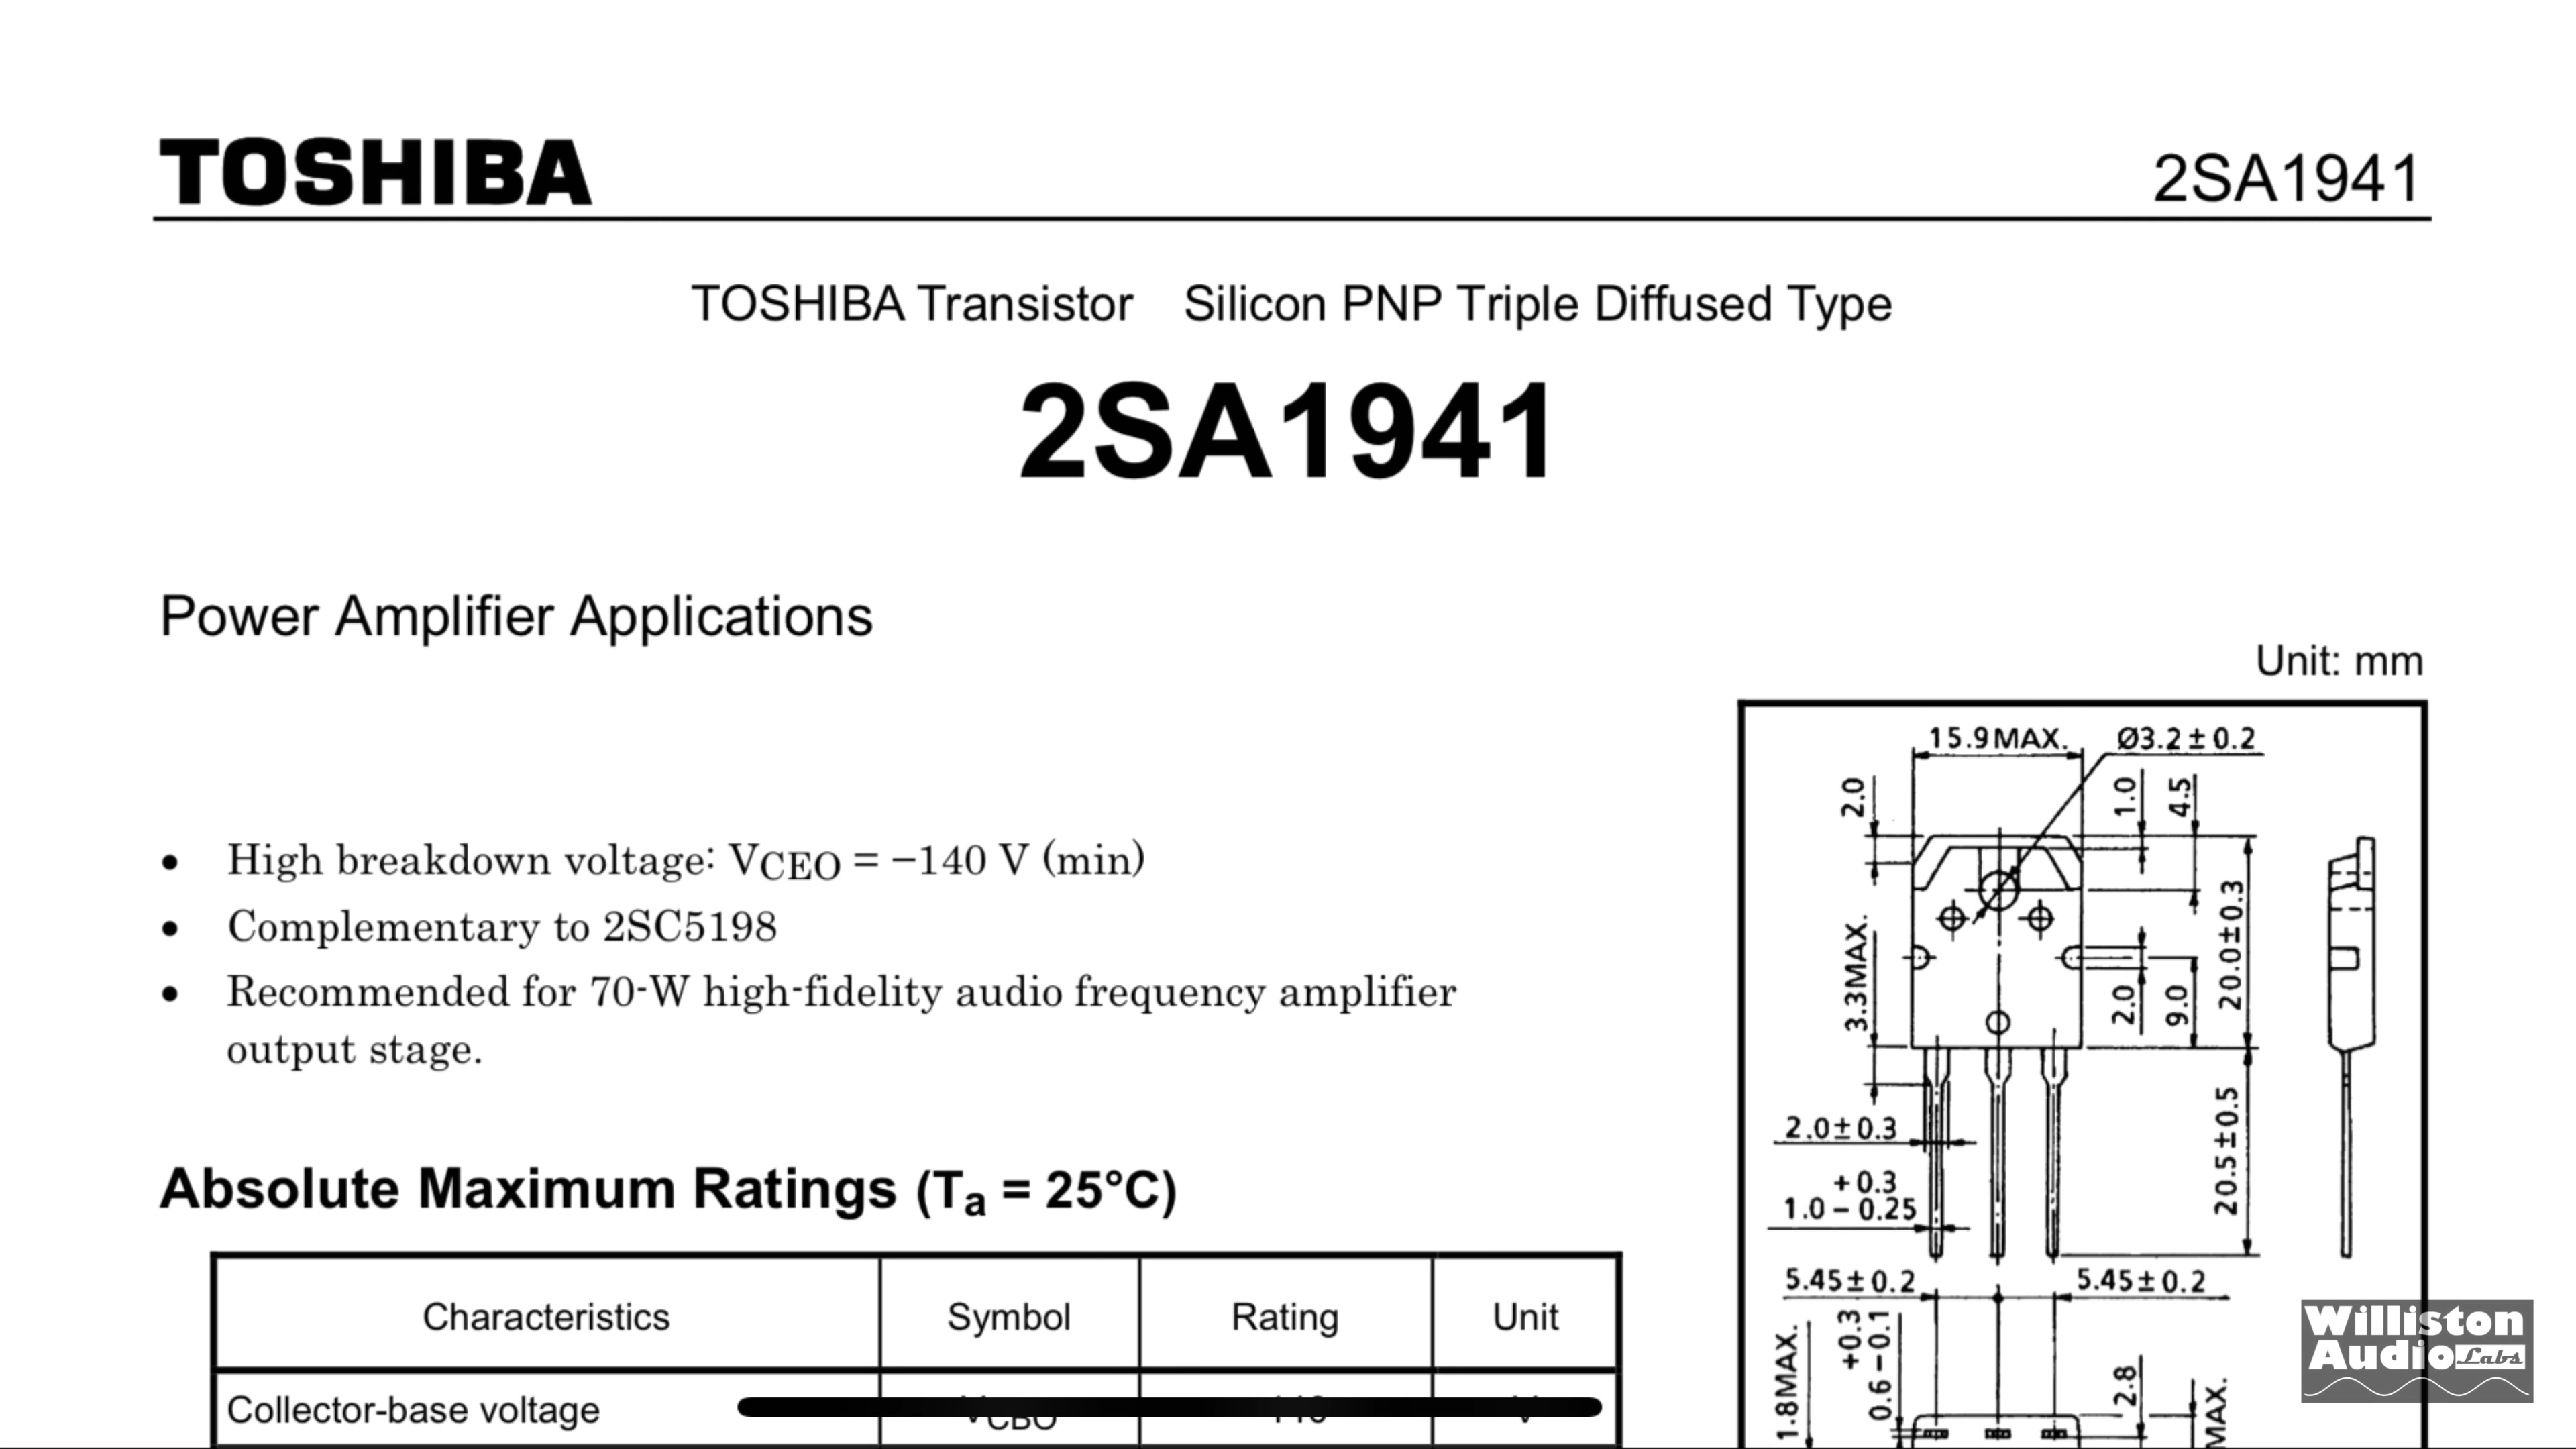 TOSHIBA
2SA1941
TOSHIBA Transistor Silicon PNP Triple Diffused Type
2SA1941
Power Amplifier Applications
Unit: mm
• High breakdown voltage: VCEO = −140 V (min)
• Complementary to 2SC5198
• Recommended for 70-W high-fidelity audio frequency amplifier
output stage.
Absolute Maximum Ratings (Ta = 25°C)
Characteristics Symbol Rating Unit
Collector-base voltage
15.9 MAX.
Ø3.2 ± 0.2
2.0
1.0
4.5
3.3MAX.
2.0
9.0
20.0±0.3
2.0±0.3
+0.3
1.0 − 0.25
20.5±0.5
5.45±0.2
5.45±0.2
1.8MAX.
+0.3
0.6 −0.1
2.8
MAX.
Williston
Audio Labs